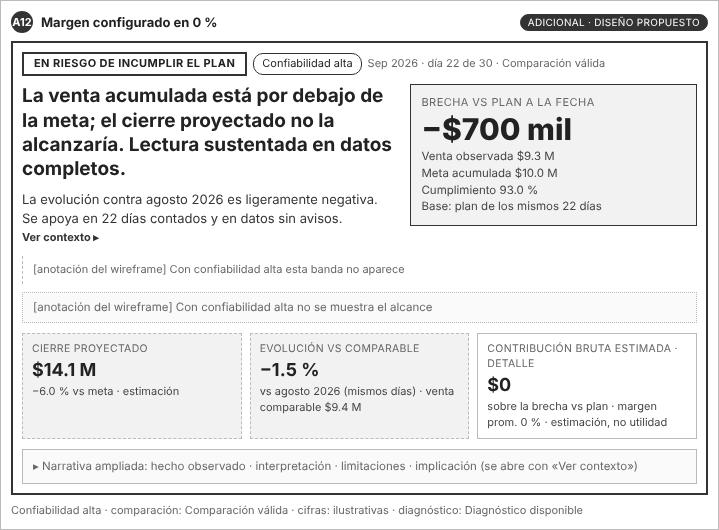 A12 Margen configurado en 0 %
ADICIONAL · DISEÑO PROPUESTO
EN RIESGO DE INCUMPLIR EL PLAN
Confiabilidad alta
Sep 2026 · día 22 de 30 · Comparación válida
La venta acumulada está por debajo de
la meta; el cierre proyectado no la
alcanzaría. Lectura sustentada en datos
completos.
La evolución contra agosto 2026 es ligeramente negativa.
Se apoya en 22 días contados y en datos sin avisos.
Ver contexto ▸
BRECHA VS PLAN A LA FECHA
−$700 mil
Venta observada $9.3 M
Meta acumulada $10.0 M
Cumplimiento 93.0 %
Base: plan de los mismos 22 días
[anotación del wireframe] Con confiabilidad alta esta banda no aparece
[anotación del wireframe] Con confiabilidad alta no se muestra el alcance
CIERRE PROYECTADO
$14.1 M
−6.0 % vs meta · estimación
EVOLUCIÓN VS COMPARABLE
−1.5 %
vs agosto 2026 (mismos días) · venta
comparable $9.4 M
CONTRIBUCIÓN BRUTA ESTIMADA ·
DETALLE
$0
sobre la brecha vs plan · margen
prom. 0 % · estimación, no utilidad
▸ Narrativa ampliada: hecho observado · interpretación · limitaciones · implicación (se abre con «Ver contexto»)
Confiabilidad alta · comparación: Comparación válida · cifras: ilustrativas · diagnóstico: Diagnóstico disponible